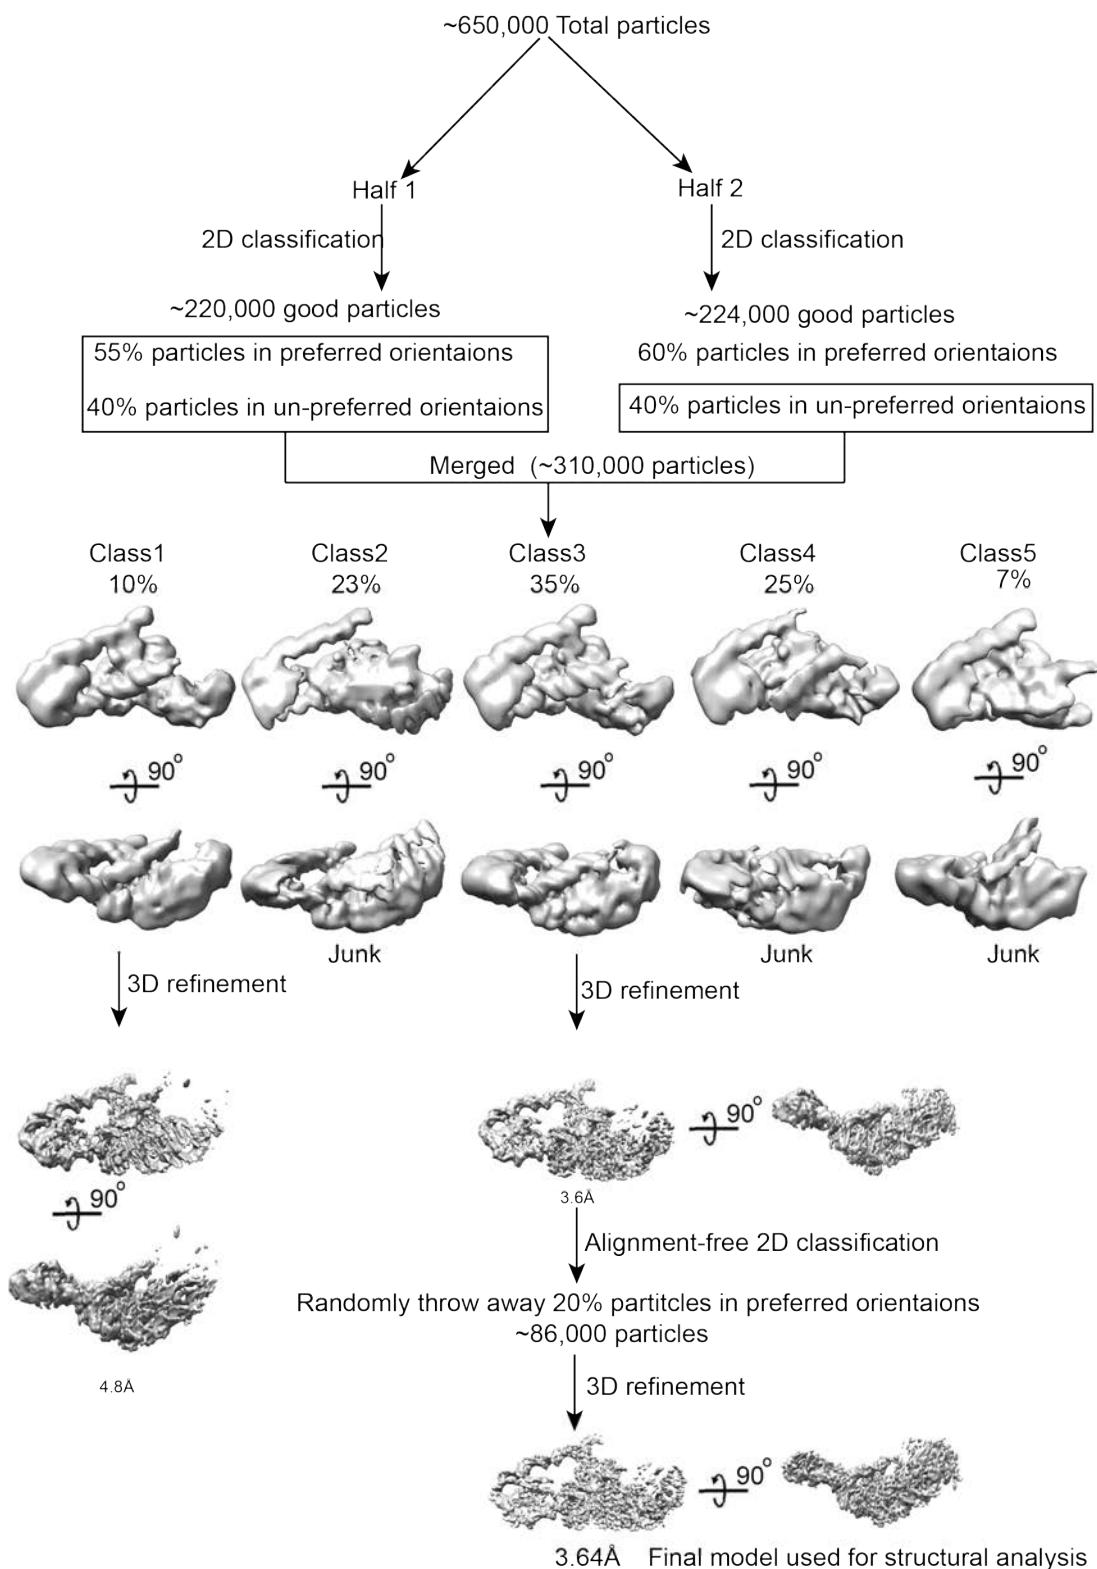 ~650,000 Total particles
Half 1
Half 2
2D classification
2D classification
~220,000 good particles
~224,000 good particles
55% particles in preferred orientaions
60% particles in preferred orientaions
40% particles in un-preferred orientaions
40% particles in un-preferred orientaions
Merged (~310,000 particles)
Class1
10%
Class2
23%
Class3
35%
Class4
25%
Class5
7%
90°
90°
90°
90°
90°
Junk
Junk
Junk
3D refinement
3D refinement
90°
3.6Å
90°
Alignment-free 2D classification
Randomly throw away 20% partitcles in preferred orientaions
~86,000 particles
4.8Å
3D refinement
90°
3.64Å Final model used for structural analysis